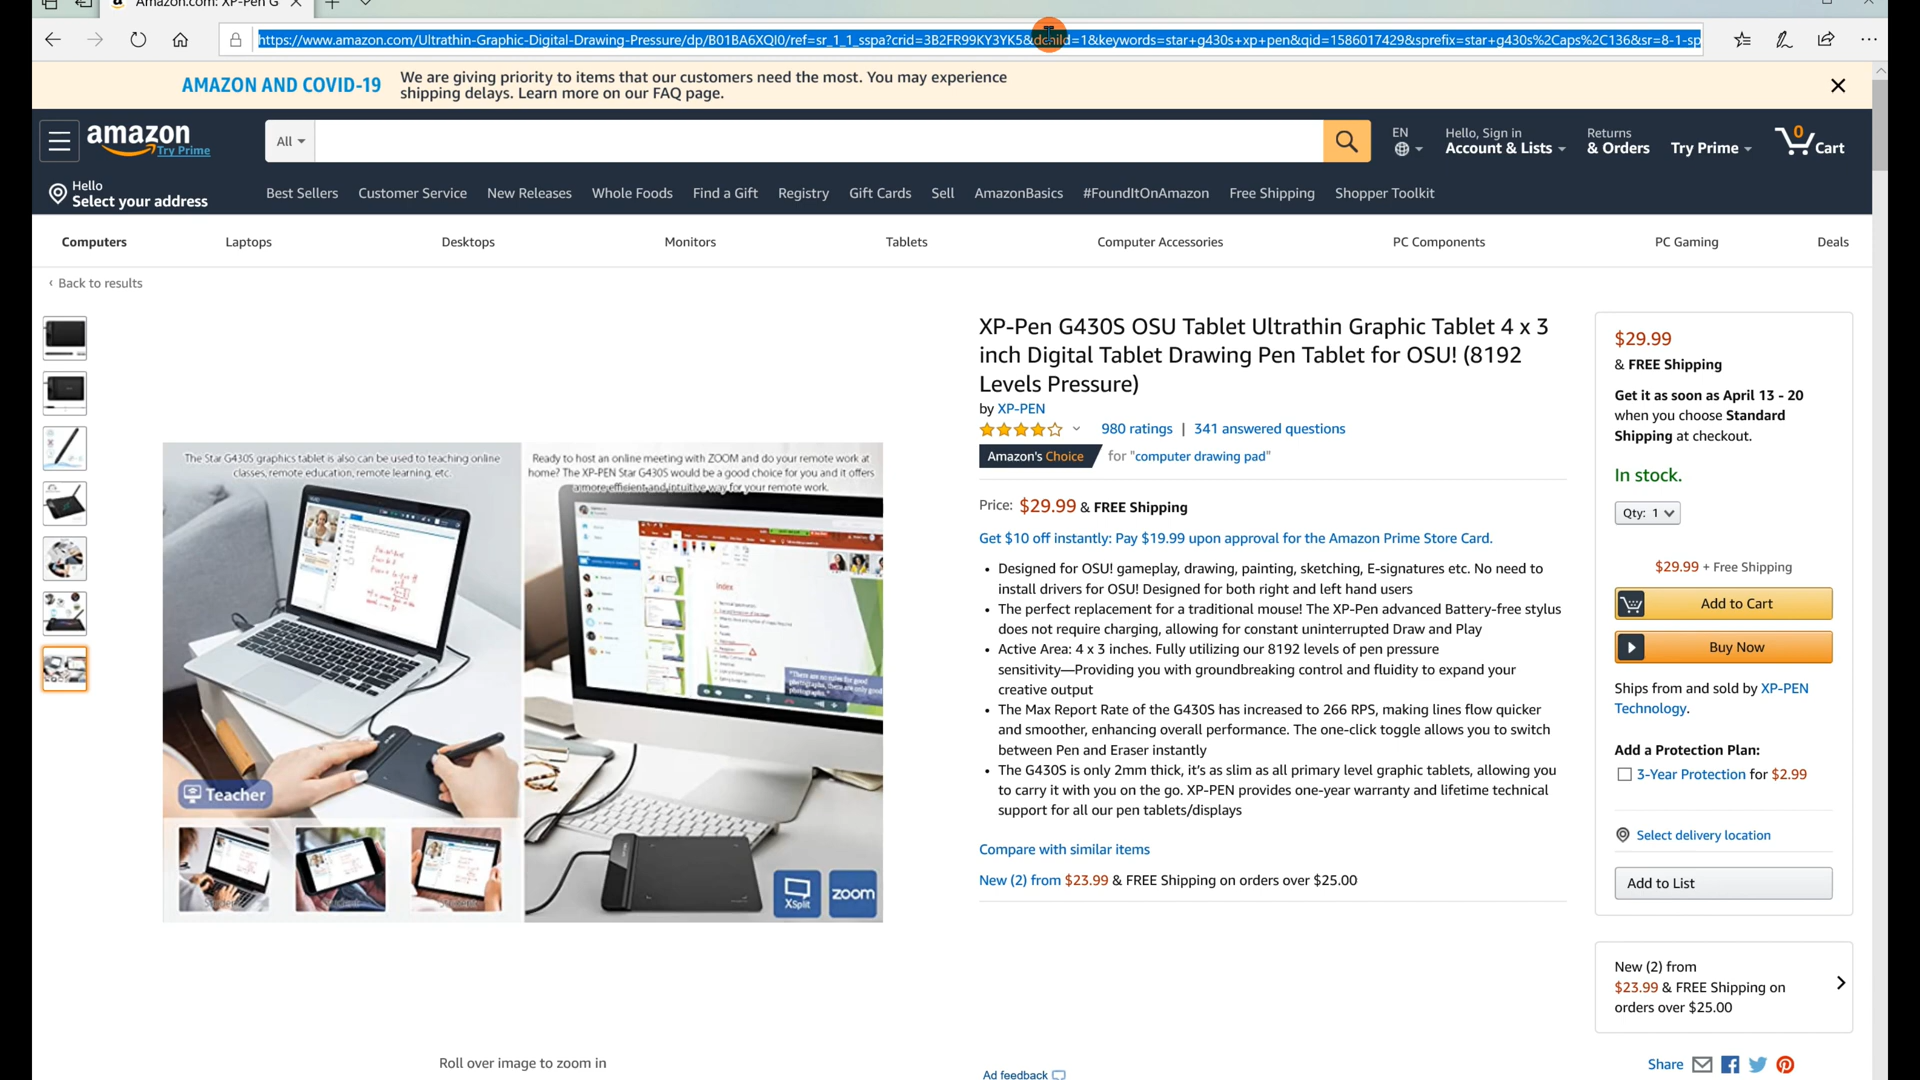 Amazon.com: XP-Pen G
https://www.amazon.com/Ultrathin-Graphic-Digital-Drawing-Pressure/dp/B01BA6XQI0/ref=sr_1_1_sspa?crid=3B2FR99KY3YK5&dchild=1&keywords=star+g430s+xp+pen&qid=1586017429&sprefix=star+g430s%2Caps%2C136&sr=8-1-sp
AMAZON AND COVID-19
We are giving priority to items that our customers need the most. You may experience
shipping delays. Learn more on our FAQ page.
amazon
Try Prime
All
EN
Hello, Sign in
Account & Lists
Returns
& Orders
Try Prime
0
Cart
Hello
Select your address
Best Sellers
Customer Service
New Releases
Whole Foods
Find a Gift
Registry
Gift Cards
Sell
AmazonBasics
#FoundItOnAmazon
Free Shipping
Shopper Toolkit
Computers
Laptops
Desktops
Monitors
Tablets
Computer Accessories
PC Components
PC Gaming
Deals
‹ Back to results
The Star G430S graphics tablet is also can be used to teaching online
classes, remote education, remote learning, etc.
Ready to host an online meeting with ZOOM and do your remote work at
home? The XP-PEN Star G430S would be a good choice for you and it offers
a more efficient and intuitive way for your remote work.
Index
Teacher
XSplit
zoom
Roll over image to zoom in
XP-Pen G430S OSU Tablet Ultrathin Graphic Tablet 4 x 3
inch Digital Tablet Drawing Pen Tablet for OSU! (8192
Levels Pressure)
by XP-PEN
980 ratings | 341 answered questions
Amazon's Choice for "computer drawing pad"
Price: $29.99 & FREE Shipping
Get $10 off instantly: Pay $19.99 upon approval for the Amazon Prime Store Card.
• Designed for OSU! gameplay, drawing, painting, sketching, E-signatures etc. No need to
install drivers for OSU! Designed for both right and left hand users
• The perfect replacement for a traditional mouse! The XP-Pen advanced Battery-free stylus
does not require charging, allowing for constant uninterrupted Draw and Play
• Active Area: 4 x 3 inches. Fully utilizing our 8192 levels of pen pressure
sensitivity—Providing you with groundbreaking control and fluidity to expand your
creative output
• The Max Report Rate of the G430S has increased to 266 RPS, making lines flow quicker
and smoother, enhancing overall performance. The one-click toggle allows you to switch
between Pen and Eraser instantly
• The G430S is only 2mm thick, it's as slim as all primary level graphic tablets, allowing you
to carry it with you on the go. XP-PEN provides one-year warranty and lifetime technical
support for all our pen tablets/displays
Compare with similar items
New (2) from $23.99 & FREE Shipping on orders over $25.00
Ad feedback
$29.99
& FREE Shipping
Get it as soon as April 13 - 20
when you choose Standard
Shipping at checkout.
In stock.
Qty: 1
$29.99 + Free Shipping
Add to Cart
Buy Now
Ships from and sold by XP-PEN
Technology.
Add a Protection Plan:
3-Year Protection for $2.99
Select delivery location
Add to List
New (2) from
$23.99 & FREE Shipping on
orders over $25.00
Share